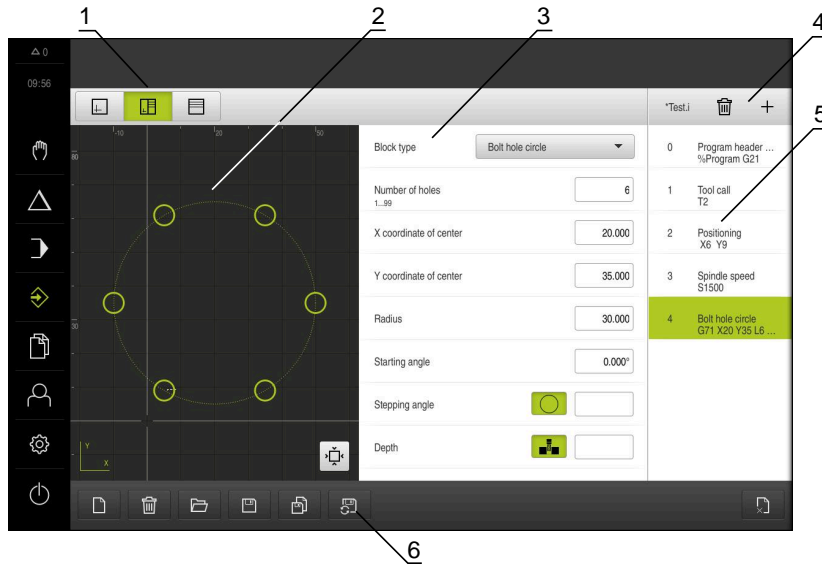 1
2
3
4
5
6
0
09:56
-10
20
50
80
30
Y
X
Block type
Bolt hole circle
Number of holes
1...99
6
X coordinate of center
20.000
Y coordinate of center
35.000
Radius
30.000
Starting angle
0.000°
Stepping angle
Depth
*Test.i
0 Program header ...
%Program G21
1 Tool call
T2
2 Positioning
X6 Y9
3 Spindle speed
S1500
4 Bolt hole circle
G71 X20 Y35 L6 ...